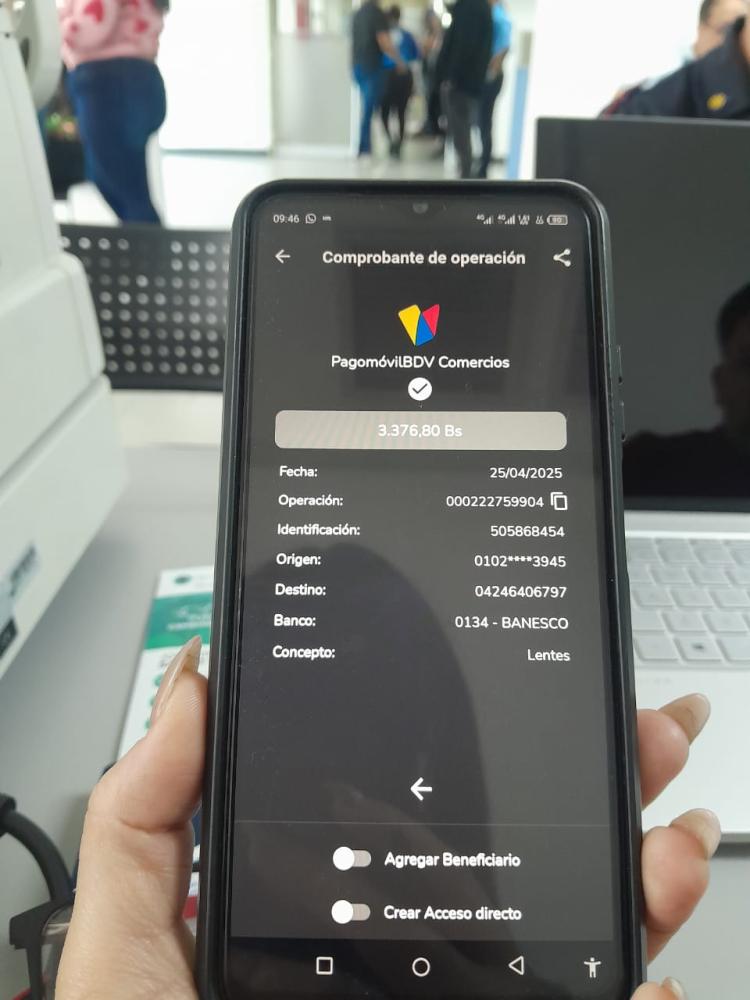 09:46
Comprobante de operación
PagomóvilBDV Comercios
3.376,80 Bs
Fecha: 25/04/2025
Operación: 000222759904
Identificación: 505868454
Origen: 0102****3945
Destino: 04246406797
Banco: 0134 - BANESCO
Concepto: Lentes
Agregar Beneficiario
Crear Acceso directo